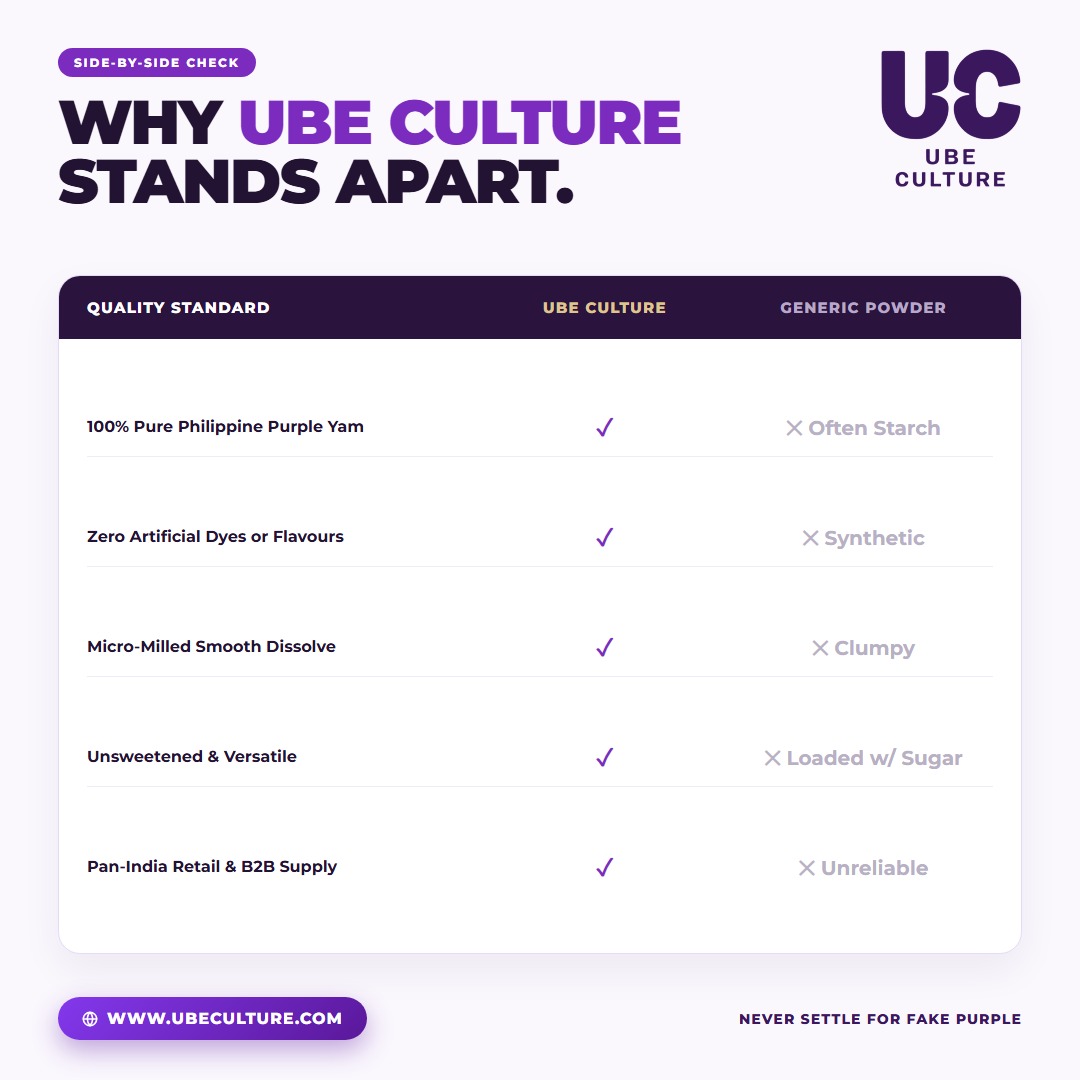 SIDE-BY-SIDE CHECK
WHY UBE CULTURE
STANDS APART.
UC
UBE
CULTURE
QUALITY STANDARD UBE CULTURE GENERIC POWDER
100% Pure Philippine Purple Yam ✓ ✕ Often Starch
Zero Artificial Dyes or Flavours ✓ ✕ Synthetic
Micro-Milled Smooth Dissolve ✓ ✕ Clumpy
Unsweetened & Versatile ✓ ✕ Loaded w/ Sugar
Pan-India Retail & B2B Supply ✓ ✕ Unreliable
WWW.UBECULTURE.COM
NEVER SETTLE FOR FAKE PURPLE